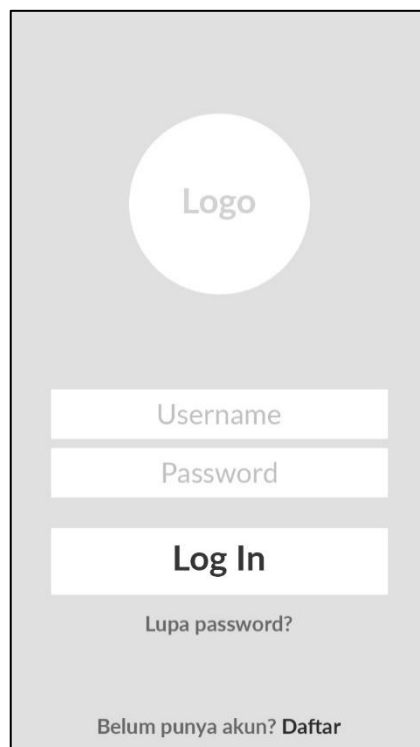 Logo
Username
Password
Log In
Lupa password?
Belum punya akun? Daftar